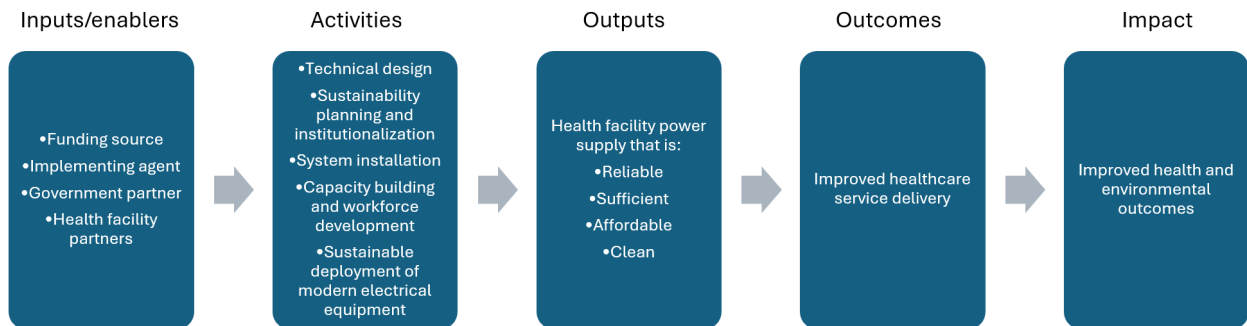 Inputs/enablers
•Funding source
•Implementing agent
•Government partner
•Health facility
partners
Activities
•Technical design
•Sustainability
planning and
institutionalization
•System installation
•Capacity building
and workforce
development
•Sustainable
deployment of
modern electrical
equipment
Outputs
Health facility power
supply that is:
•Reliable
•Sufficient
•Affordable
•Clean
Outcomes
Improved healthcare
service delivery
Impact
Improved health and
environmental
outcomes